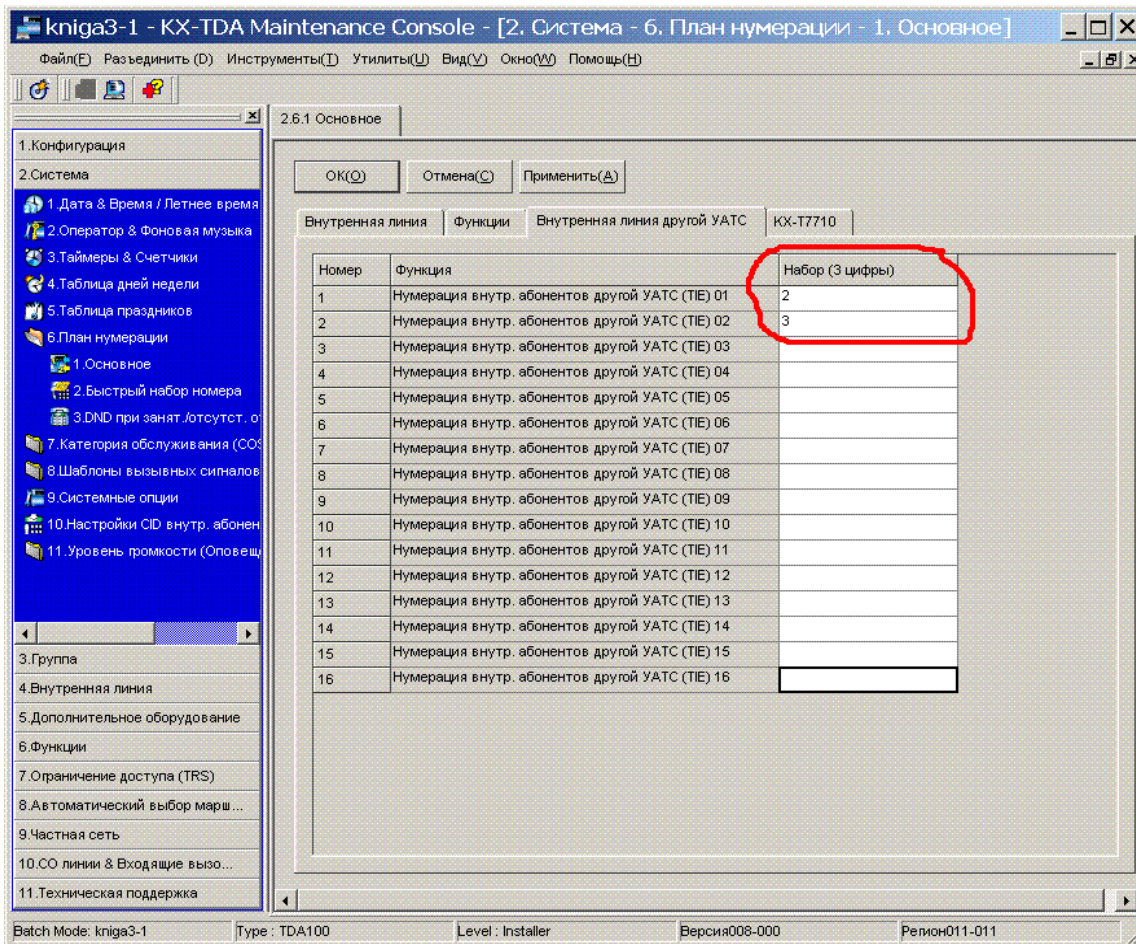 kniga3-1 - KX-TDA Maintenance Console - [2. Система - 6. План нумерации - 1. Основное]
Файл(F) Разъединить (D) Инструменты(T) Утилиты(U) Вид(V) Окно(W) Помощь(H)
2.6.1 Основное
1.Конфигурация
2.Система
1.Дата & Время / Летнее время
2.Оператор & Фоновая музыка
3.Таймеры & Счетчики
4.Таблица дней недели
5.Таблица праздников
6.План нумерации
1.Основное
2.Быстрый набор номера
3.DND при занят./отсутст. о
7.Категория обслуживания (COS
8.Шаблоны вызывных сигналов
9.Системные опции
10.Настройки CID внутр. абонен
11.Уровень громкости (Оповещ
3.Группа
4.Внутренняя линия
5.Дополнительное оборудование
6.Функции
7.Ограничение доступа (TRS)
8.Автоматический выбор марш...
9.Частная сеть
10.CO линии & Входящие вызо...
11.Техническая поддержка
OK(O) Отмена(C) Применить(A)
Внутренняя линия Функции Внутренняя линия другой УАТС KX-T7710
Номер Функция Набор (3 цифры)
1 Нумерация внутр. абонентов другой УАТС (TIE) 01 2
2 Нумерация внутр. абонентов другой УАТС (TIE) 02 3
3 Нумерация внутр. абонентов другой УАТС (TIE) 03
4 Нумерация внутр. абонентов другой УАТС (TIE) 04
5 Нумерация внутр. абонентов другой УАТС (TIE) 05
6 Нумерация внутр. абонентов другой УАТС (TIE) 06
7 Нумерация внутр. абонентов другой УАТС (TIE) 07
8 Нумерация внутр. абонентов другой УАТС (TIE) 08
9 Нумерация внутр. абонентов другой УАТС (TIE) 09
10 Нумерация внутр. абонентов другой УАТС (TIE) 10
11 Нумерация внутр. абонентов другой УАТС (TIE) 11
12 Нумерация внутр. абонентов другой УАТС (TIE) 12
13 Нумерация внутр. абонентов другой УАТС (TIE) 13
14 Нумерация внутр. абонентов другой УАТС (TIE) 14
15 Нумерация внутр. абонентов другой УАТС (TIE) 15
16 Нумерация внутр. абонентов другой УАТС (TIE) 16
Batch Mode: kniga3-1 Type : TDA100 Level : Installer Версия008-000 Регион011-011